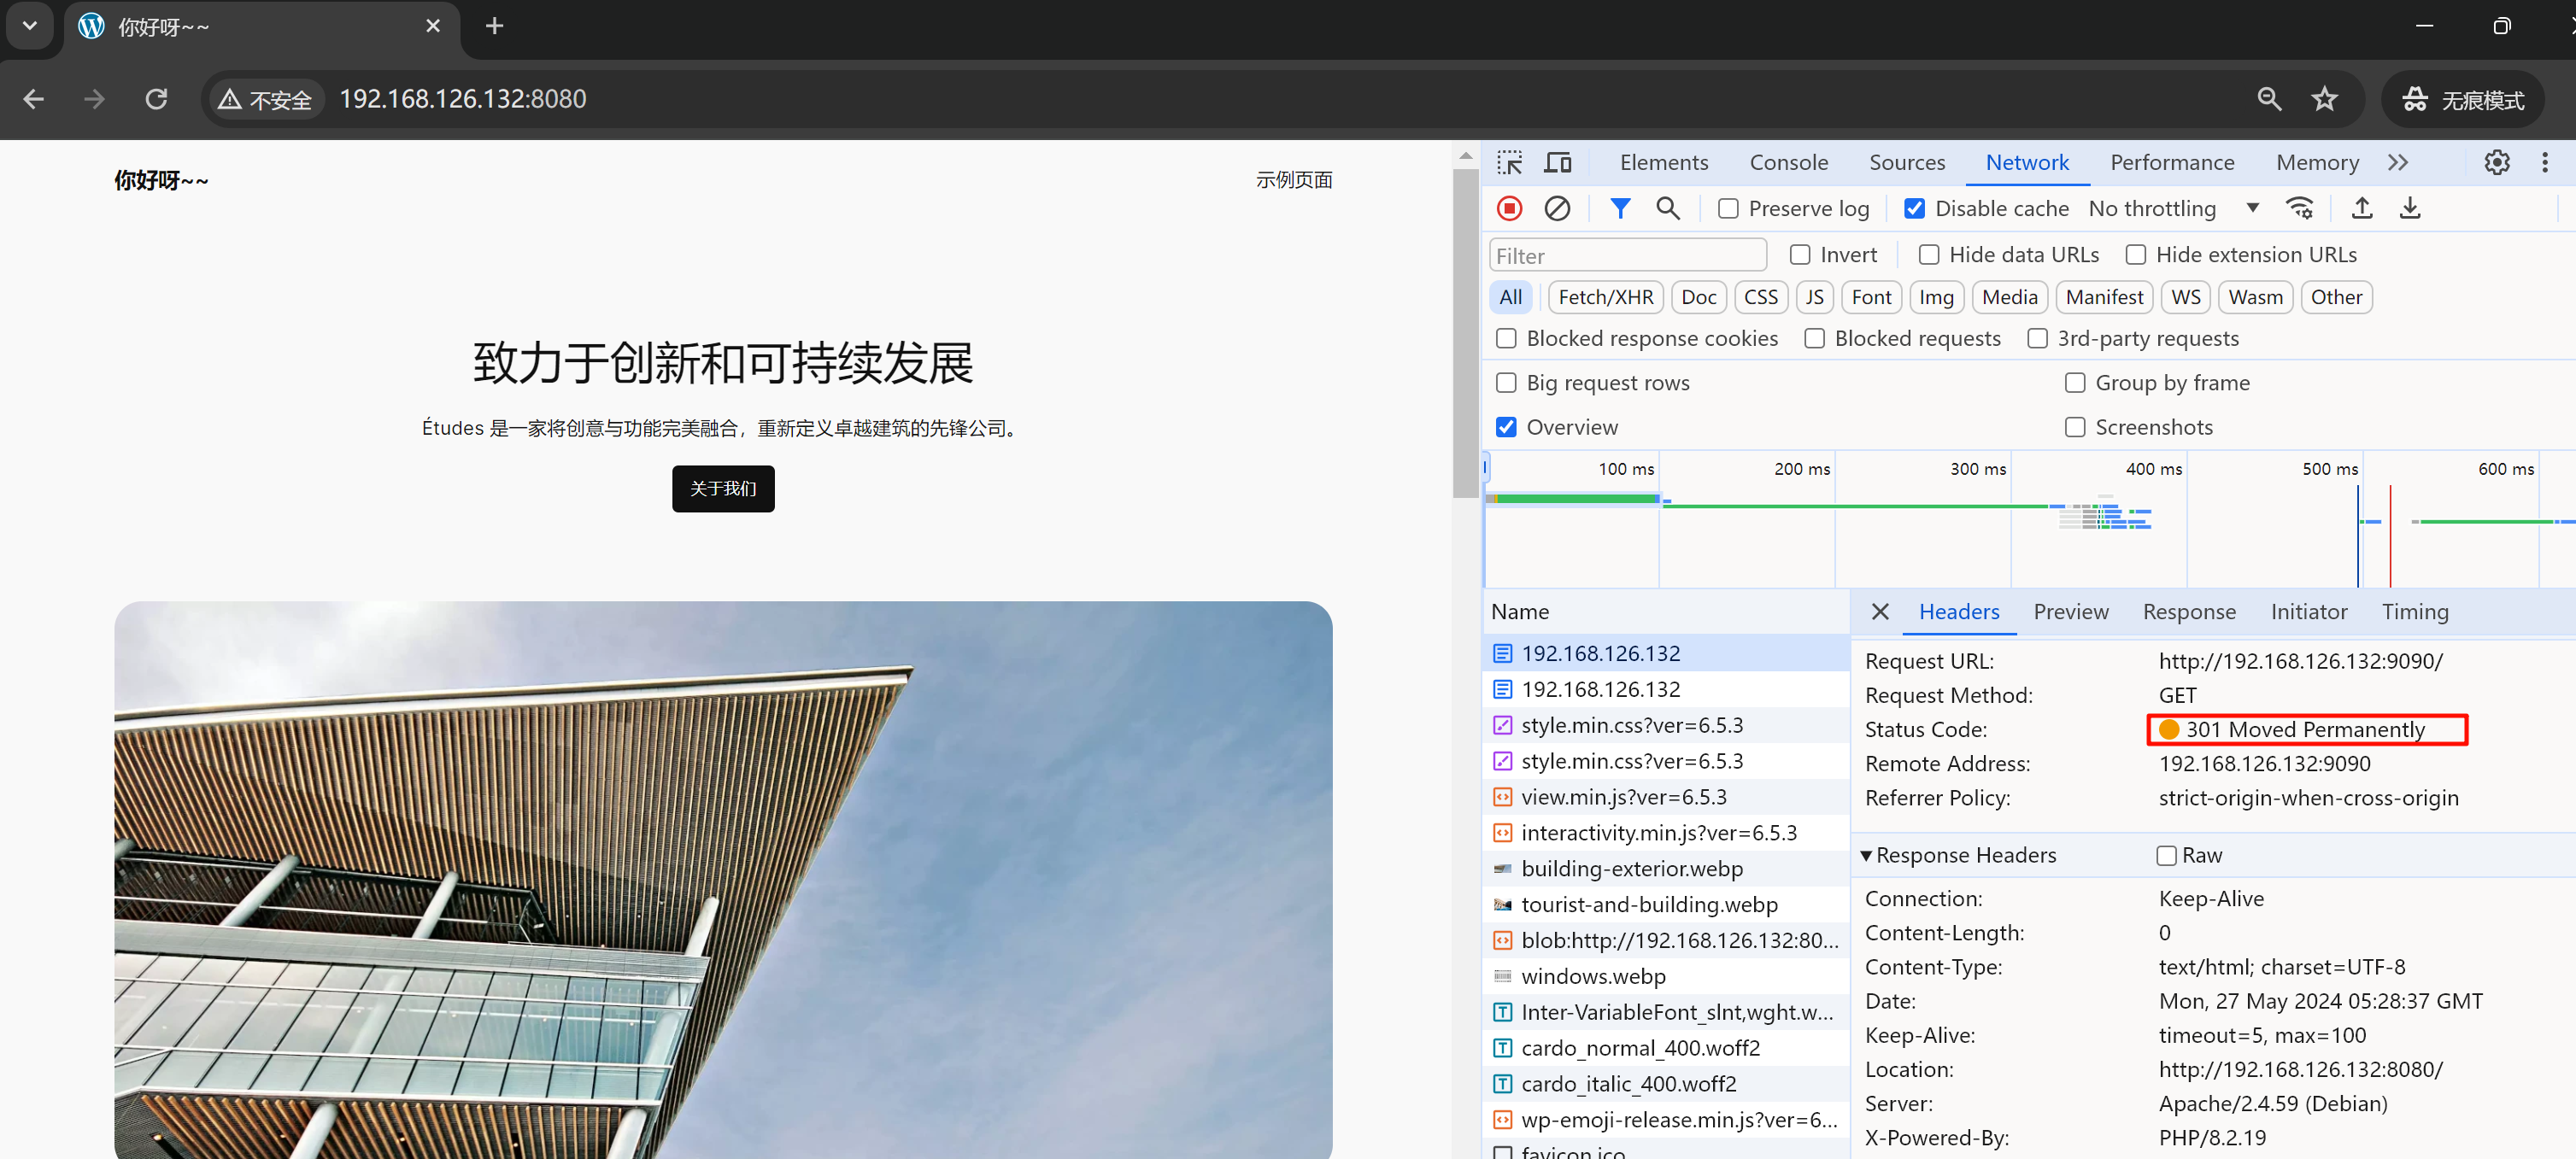 你好呀~~
不安全
192.168.126.132:8080
无痕模式
你好呀~~
示例页面
致力于创新和可持续发展
Études 是一家将创意与功能完美融合，重新定义卓越建筑的先锋公司。
关于我们
Elements Console Sources Network Performance Memory
Preserve log Disable cache No throttling
Filter Invert Hide data URLs Hide extension URLs
All Fetch/XHR Doc CSS JS Font Img Media Manifest WS Wasm Other
Blocked response cookies Blocked requests 3rd-party requests
Big request rows Group by frame
Overview Screenshots
100 ms 200 ms 300 ms 400 ms 500 ms 600 ms
Name
192.168.126.132
192.168.126.132
style.min.css?ver=6.5.3
style.min.css?ver=6.5.3
view.min.js?ver=6.5.3
interactivity.min.js?ver=6.5.3
building-exterior.webp
tourist-and-building.webp
blob:http://192.168.126.132:80...
windows.webp
Inter-VariableFont_slnt,wght.w...
cardo_normal_400.woff2
cardo_italic_400.woff2
wp-emoji-release.min.js?ver=6...
favicon.ico
Headers Preview Response Initiator Timing
Request URL: http://192.168.126.132:9090/
Request Method: GET
Status Code: 301 Moved Permanently
Remote Address: 192.168.126.132:9090
Referrer Policy: strict-origin-when-cross-origin
Response Headers Raw
Connection: Keep-Alive
Content-Length: 0
Content-Type: text/html; charset=UTF-8
Date: Mon, 27 May 2024 05:28:37 GMT
Keep-Alive: timeout=5, max=100
Location: http://192.168.126.132:8080/
Server: Apache/2.4.59 (Debian)
X-Powered-By: PHP/8.2.19